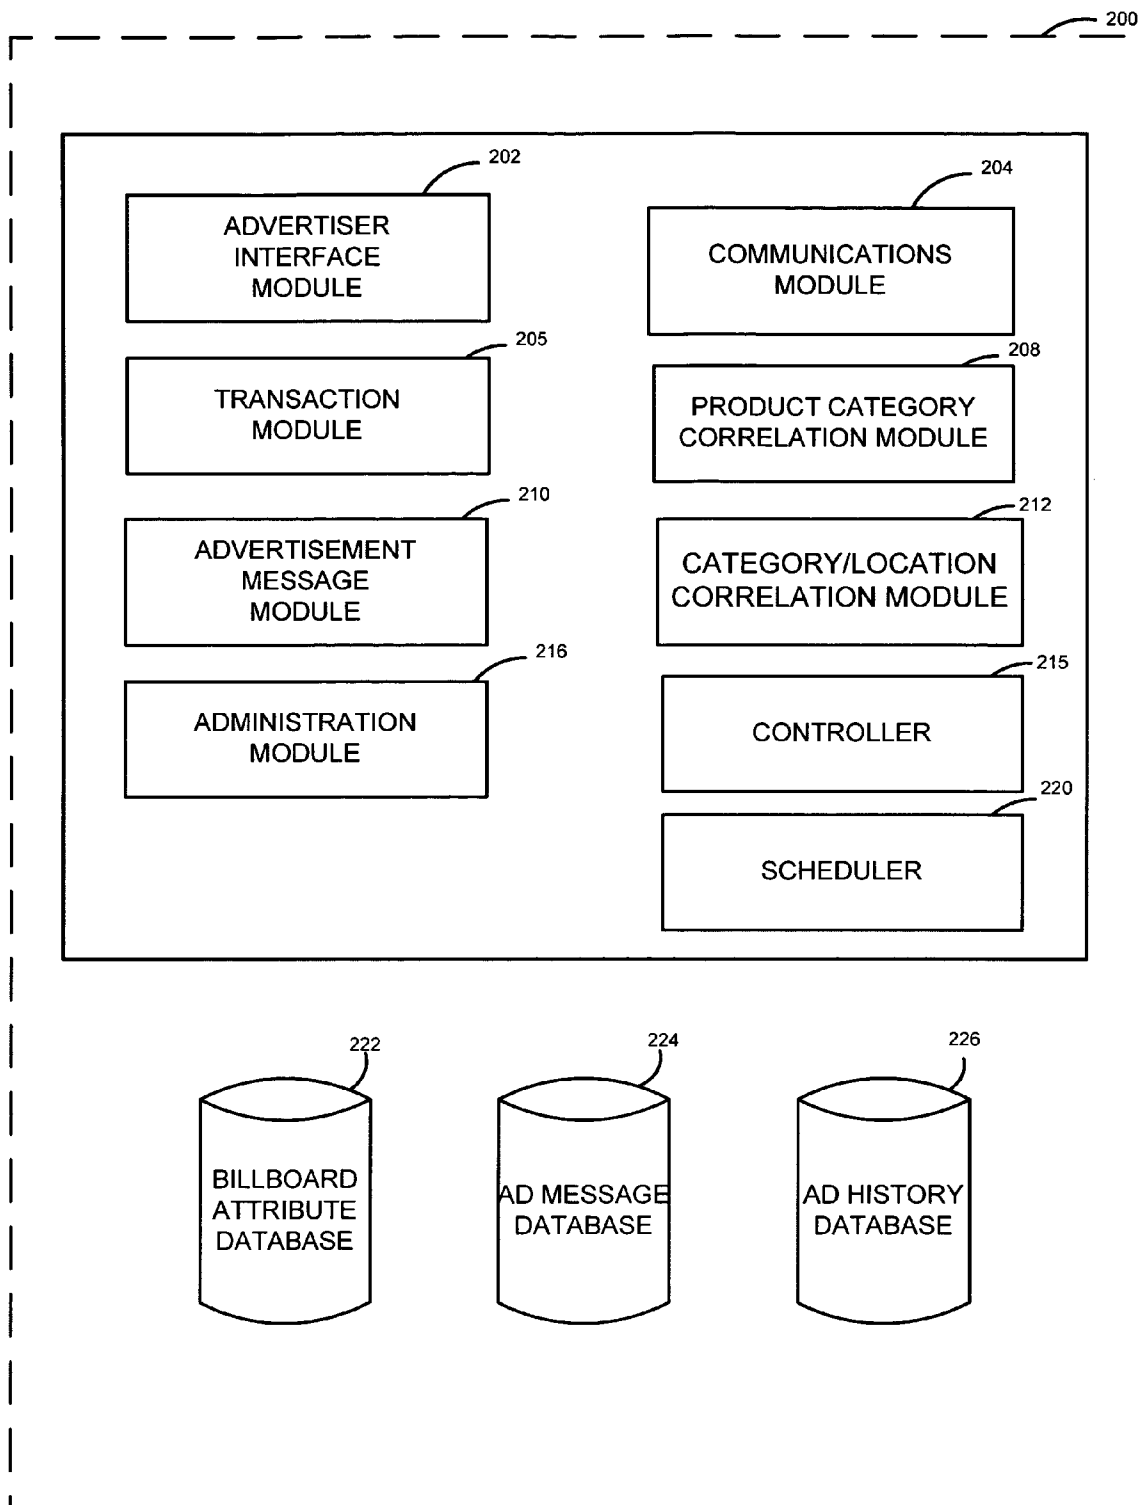 200
202
ADVERTISER
INTERFACE
MODULE
204
COMMUNICATIONS
MODULE
205
TRANSACTION
MODULE
208
PRODUCT CATEGORY
CORRELATION MODULE
210
ADVERTISEMENT
MESSAGE
MODULE
212
CATEGORY/LOCATION
CORRELATION MODULE
216
ADMINISTRATION
MODULE
215
CONTROLLER
220
SCHEDULER
222
BILLBOARD
ATTRIBUTE
DATABASE
224
AD MESSAGE
DATABASE
226
AD HISTORY
DATABASE